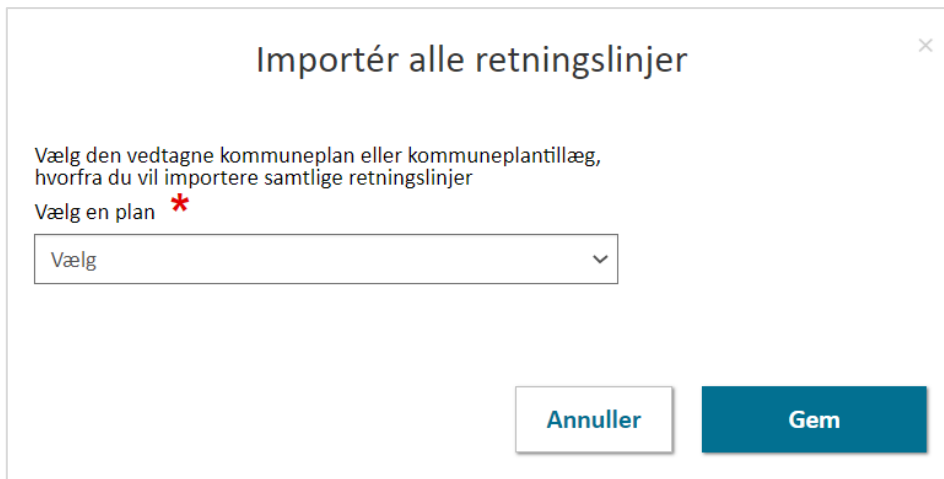 Importér alle retningslinjer
Vælg den vedtagne kommuneplan eller kommuneplantillæg,
hvorfra du vil importere samtlige retningslinjer
Vælg en plan *
Vælg
Annuller
Gem